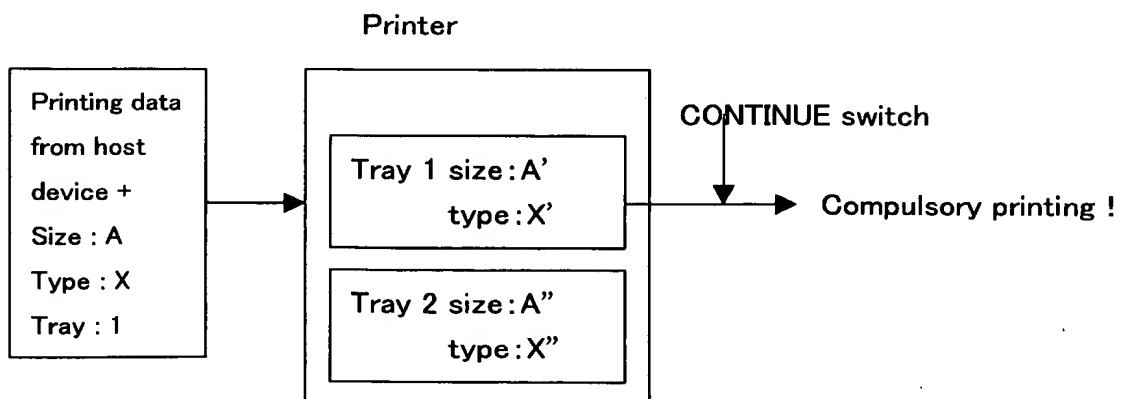 Printer
Printing data
from host
device +
Size : A
Type : X
Tray : 1
Tray 1 size : A’
type : X’
Tray 2 size : A”
type : X”
CONTINUE switch
Compulsory printing !